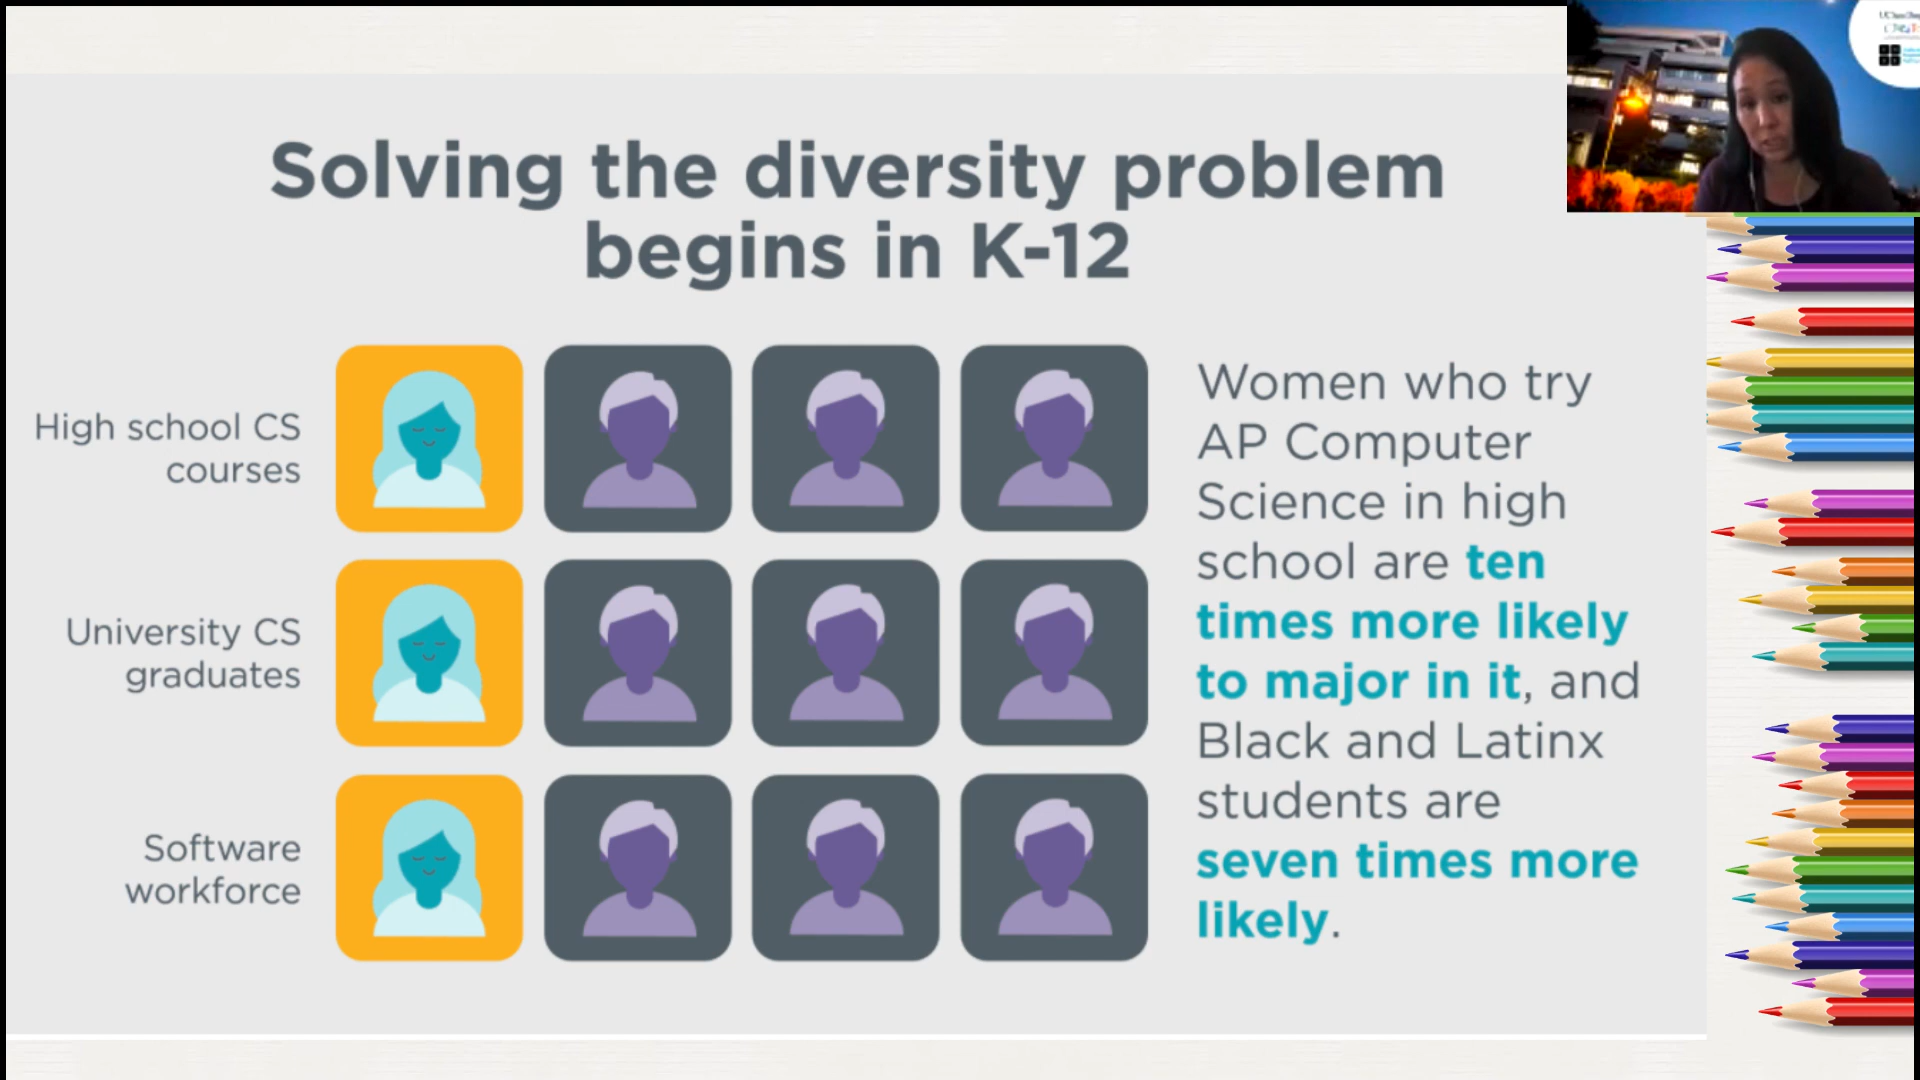 Solving the diversity problem
begins in K-12
High school CS
courses
University CS
graduates
Software
workforce
Women who try
AP Computer
Science in high
school are ten
times more likely
to major in it, and
Black and Latinx
students are
seven times more
likely.